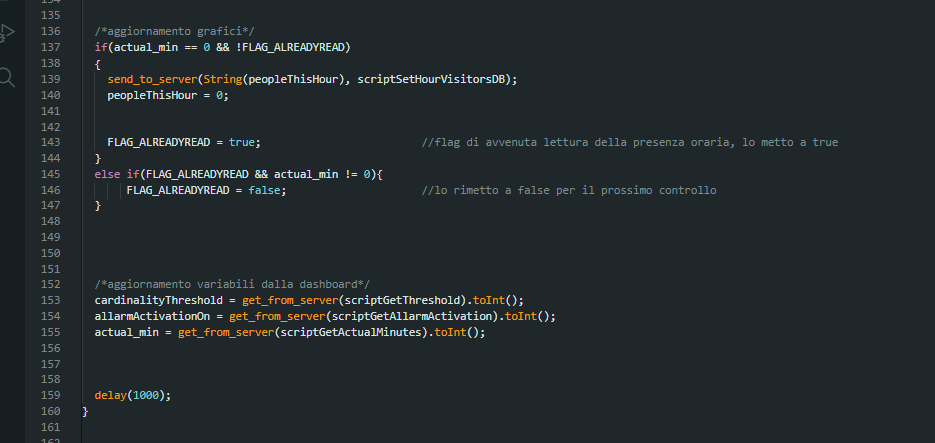 134
135
136 /*aggiornamento grafici*/
137 if(actual_min == 0 && !FLAG_ALREADYREAD)
138 {
139 send_to_server(String(peopleThisHour), scriptSetHourVisitorsDB);
140 peopleThisHour = 0;
141
142
143 FLAG_ALREADYREAD = true; //flag di avvenuta lettura della presenza oraria, lo metto a true
144 }
145 else if(FLAG_ALREADYREAD && actual_min != 0){
146 FLAG_ALREADYREAD = false; //lo rimetto a false per il prossimo controllo
147 }
148
149
150
151
152 /*aggiornamento variabili dalla dashboard*/
153 cardinalityThreshold = get_from_server(scriptGetThreshold).toInt();
154 allarmActivationOn = get_from_server(scriptGetAllarmActivation).toInt();
155 actual_min = get_from_server(scriptGetActualMinutes).toInt();
156
157
158
159 delay(1000);
160 }
161
162